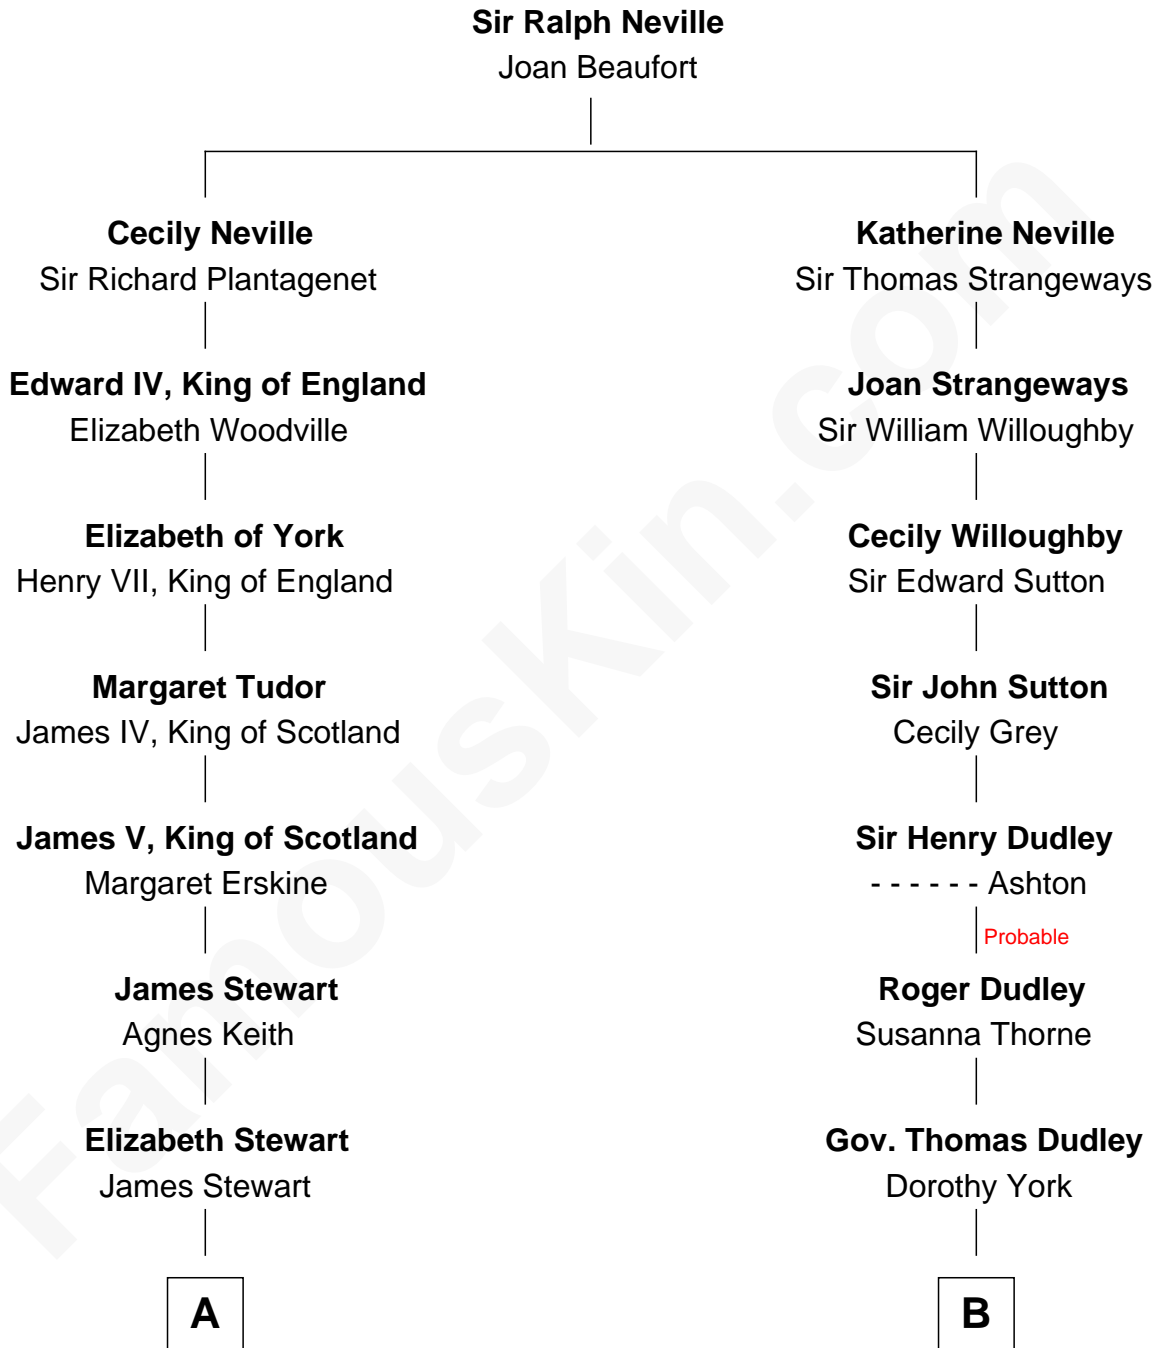 Sir Ralph Neville
Joan Beaufort
Cecily Neville
Sir Richard Plantagenet
Katherine Neville
Sir Thomas Strangeways
Edward IV, King of England
Elizabeth Woodville
Joan Strangeways
Sir William Willoughby
Elizabeth of York
Henry VII, King of England
Cecily Willoughby
Sir Edward Sutton
Margaret Tudor
James IV, King of Scotland
Sir John Sutton
Cecily Grey
James V, King of Scotland
Margaret Erskine
Sir Henry Dudley
- - - - - - Ashton
Probable
James Stewart
Agnes Keith
Roger Dudley
Susanna Thorne
Elizabeth Stewart
James Stewart
Gov. Thomas Dudley
Dorothy York
A
B
FamousKin.com